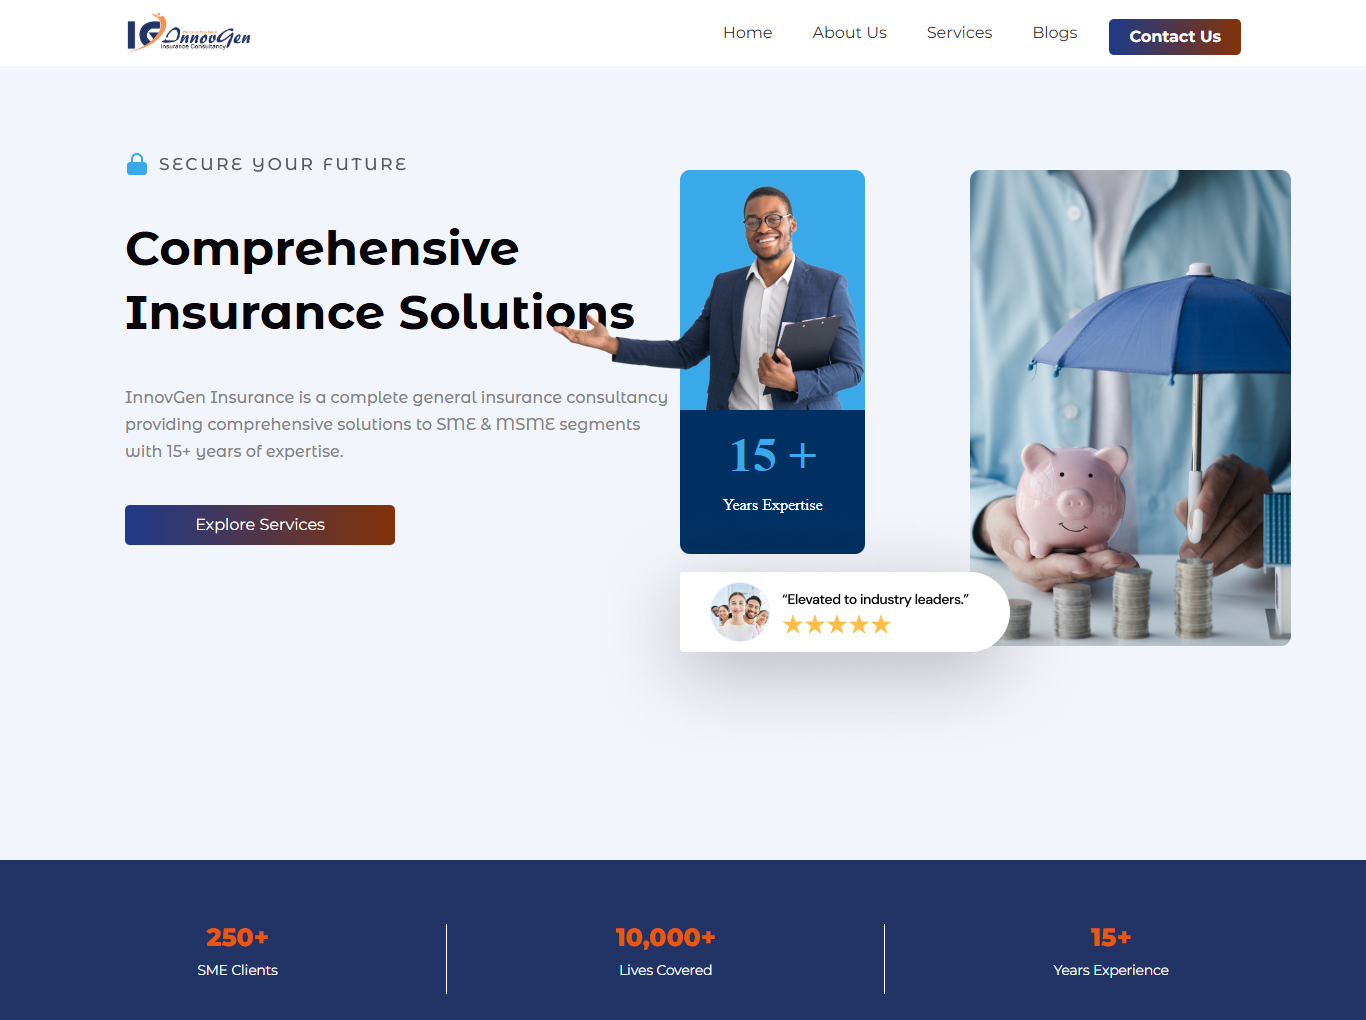 IG InnovGen
Insurance Consultancy
Home
About Us
Services
Blogs
Contact Us
SECURE YOUR FUTURE
Comprehensive
Insurance Solutions
InnovGen Insurance is a complete general insurance consultancy
providing comprehensive solutions to SME & MSME segments
with 15+ years of expertise.
Explore Services
15 +
Years Expertise
“Elevated to industry leaders.”
250+
SME Clients
10,000+
Lives Covered
15+
Years Experience